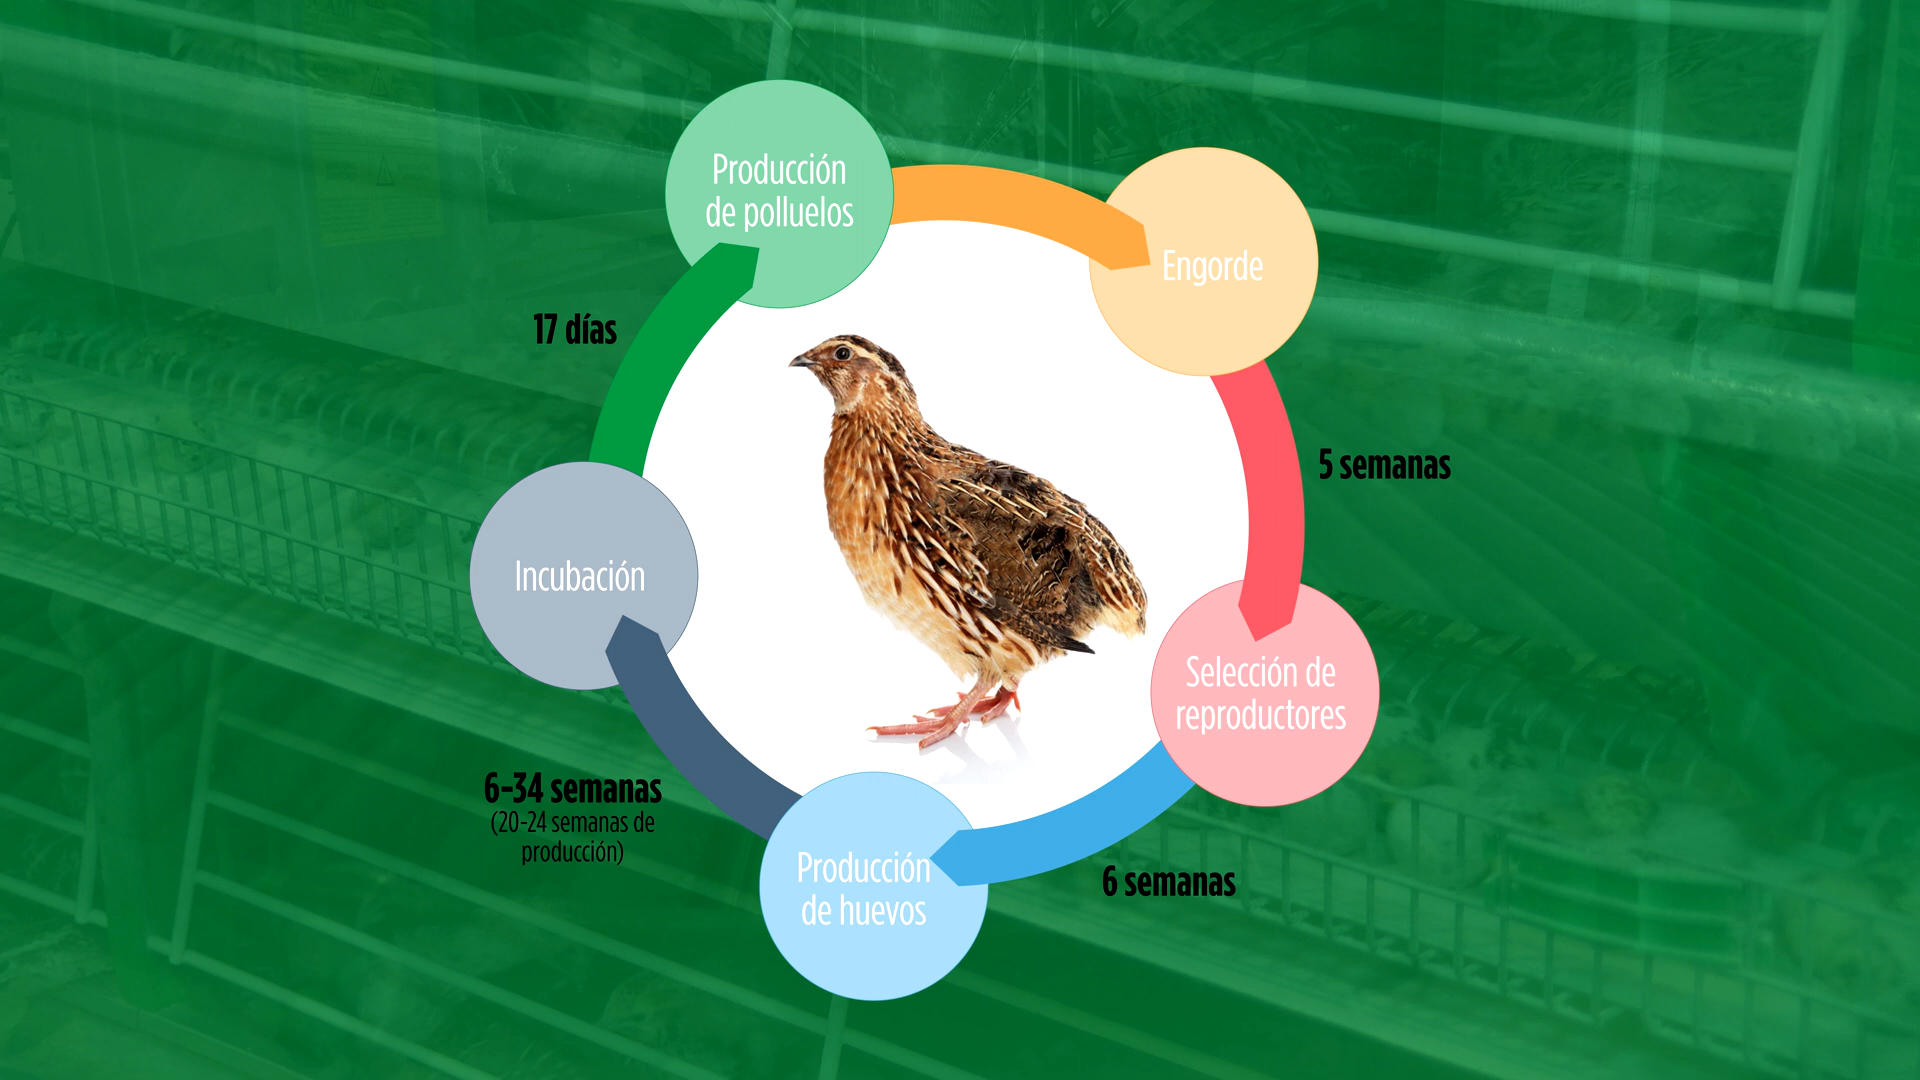 Producción
de polluelos
Engorde
17 días
5 semanas
Incubación
Selección de
reproductores
6-34 semanas
(20-24 semanas de
producción)
Producción
de huevos
6 semanas